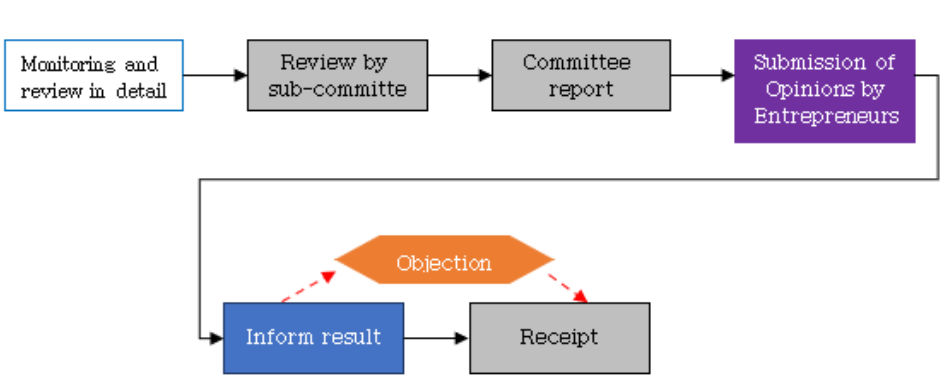 Monitoring and
review in detail
Review by
sub-committe
Committee
report
Submission of
Opinions by
Entrepreneurs
Objection
Inform result
Receipt